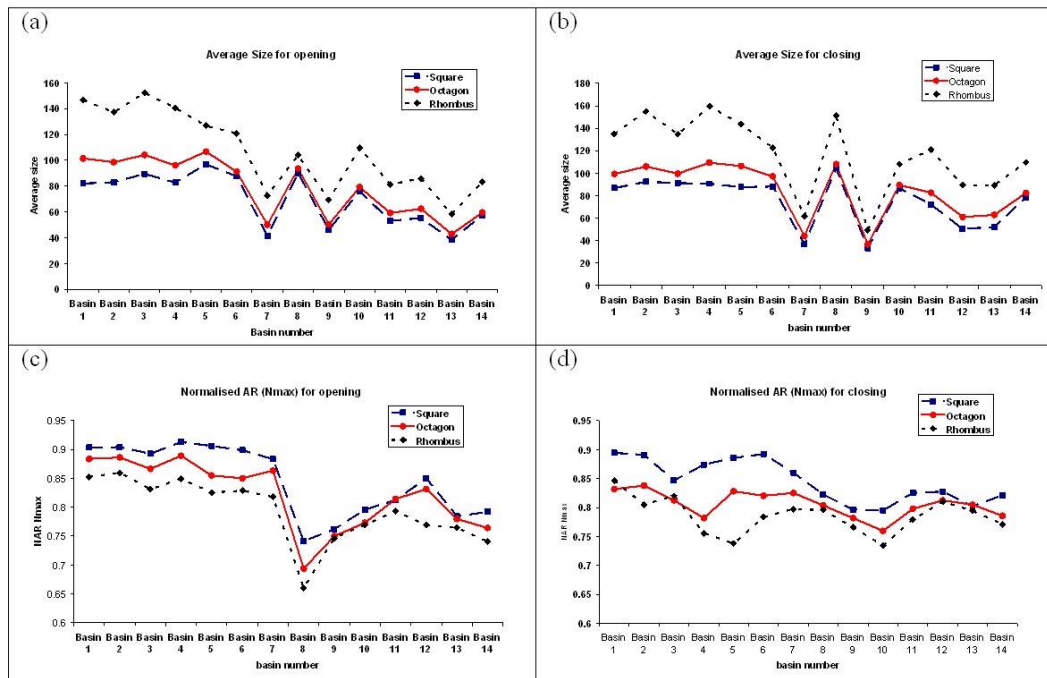 (a)
Average Size for opening
Square
Octagon
Rhombus
160
140
120
100
80
60
40
20
0
Average size
Basin Basin Basin Basin Basin Basin Basin Basin Basin Basin Basin Basin Basin Basin
1 2 3 4 5 6 7 8 9 10 11 12 13 14
Basin number
(b)
Average Size for closing
Square
Octagon
Rhombus
180
160
140
120
100
80
60
40
20
0
Average size
Basin Basin Basin Basin Basin Basin Basin Basin Basin Basin Basin Basin Basin Basin
1 2 3 4 5 6 7 8 9 10 11 12 13 14
basin number
(c)
Normalised AR (Nmax) for opening
Square
Octagon
Rhombus
0.95
0.9
0.85
0.8
0.75
0.7
0.65
0.6
NAR Nmax
Basin Basin Basin Basin Basin Basin Basin Basin Basin Basin Basin Basin Basin Basin
1 2 3 4 5 6 7 8 9 10 11 12 13 14
basin number
(d)
Normalised AR (Nmax) for closing
Square
Octagon
Rhombus
0.95
0.9
0.85
0.8
0.75
0.7
0.65
0.6
NAR Nmax
Basin Basin Basin Basin Basin Basin Basin Basin Basin Basin Basin Basin Basin Basin
1 2 3 4 5 6 7 8 9 10 11 12 13 14
basin number